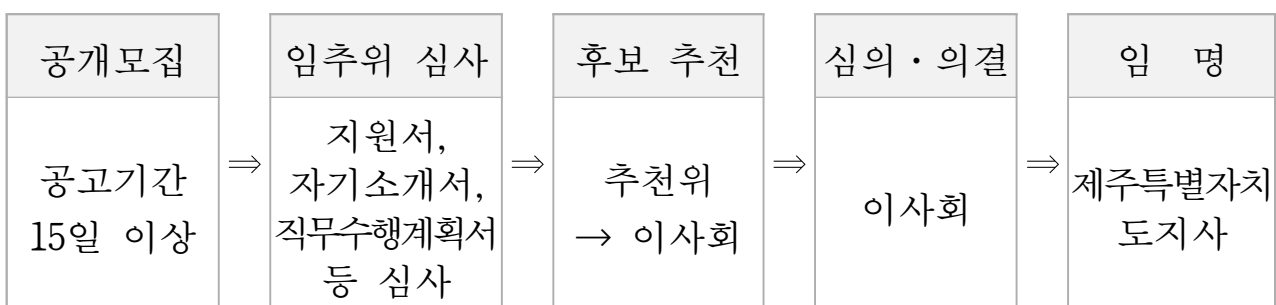 공개모집
공고기간
15일 이상
⇒
임추위 심사
지원서,
자기소개서,
직무수행계획서
등 심사
⇒
후보 추천
추천위
→ 이사회
⇒
심의·의결
이사회
⇒
임 명
제주특별자치
도지사